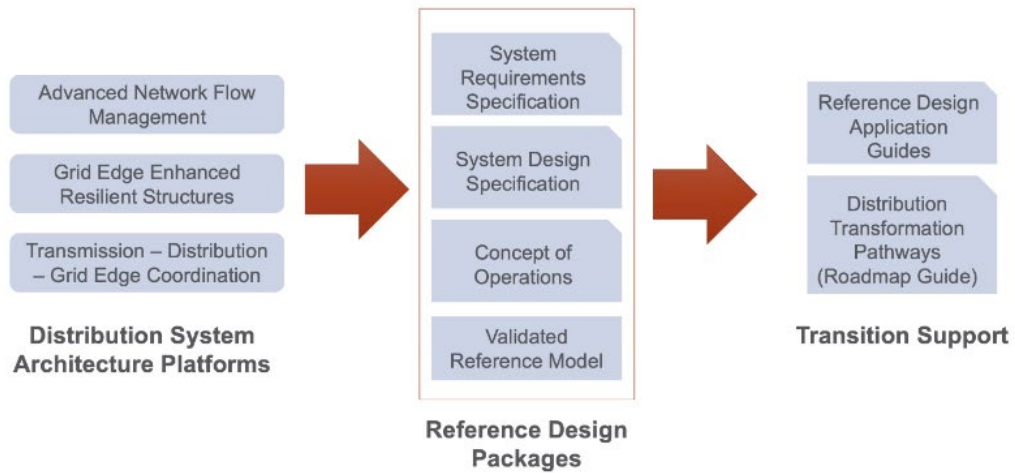 Advanced Network Flow
Management
Grid Edge Enhanced
Resilient Structures
Transmission – Distribution
– Grid Edge Coordination
Distribution System
Architecture Platforms
System
Requirements
Specification
System Design
Specification
Concept of
Operations
Validated
Reference Model
Reference Design
Packages
Reference Design
Application
Guides
Distribution
Transformation
Pathways
(Roadmap Guide)
Transition Support